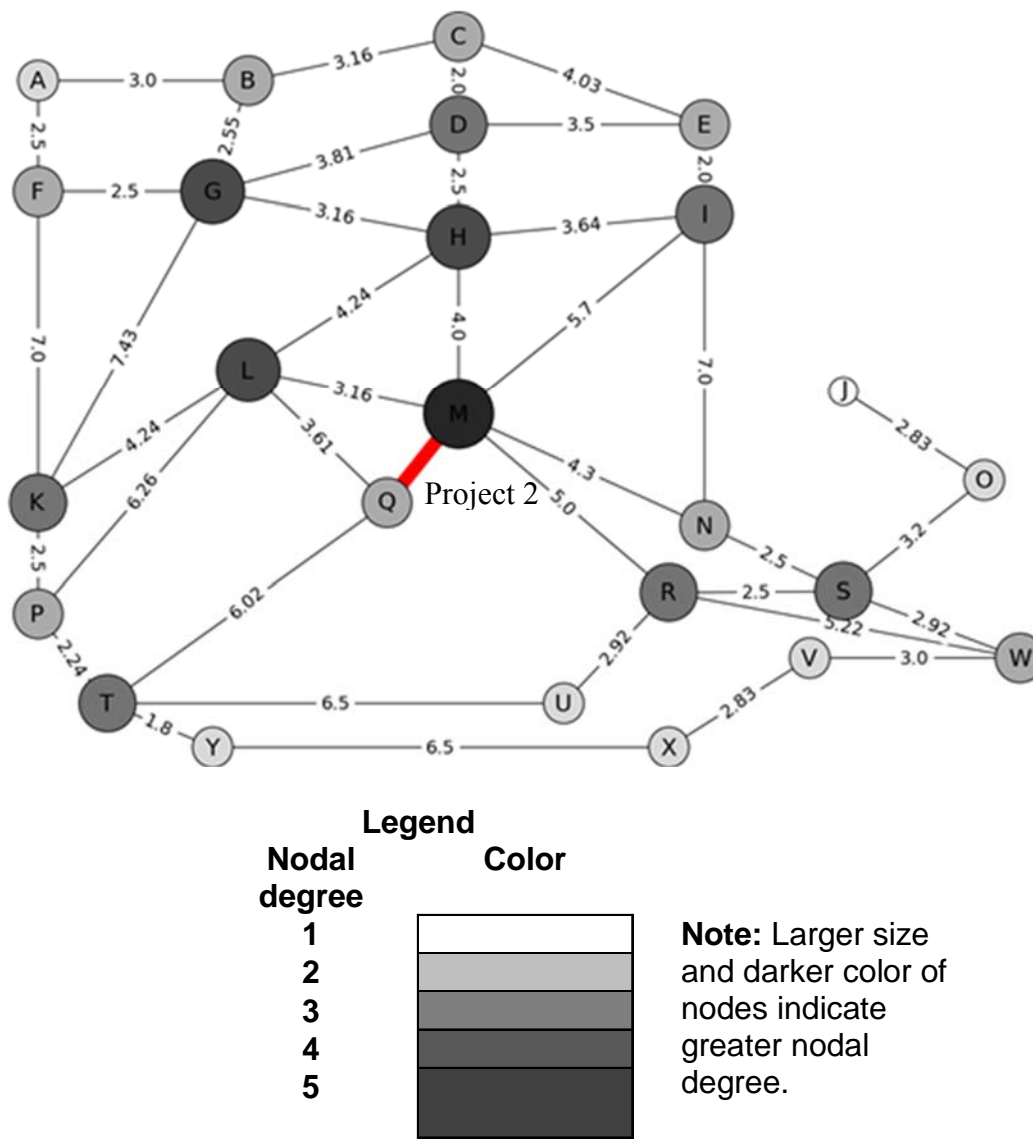 C
A 3.0 B 3.16 4.03
2.0
2.5 2.55 D 3.5 E
3.81
F 2.5 G 2.5 2.0
3.16 H 3.64 I
4.24
7.0 7.43 4.0 5.7
L 3.16 7.0 J
M 2.83
4.24 3.61 4.3 O
K 6.26 Q Project 2 5.0 N
2.5 2.5 3.2
P 6.02 R 2.5 S
2.24 2.92 5.22 2.92
V 3.0 W
T 6.5 U 2.83
1.8 Y 6.5 X
Legend
Nodal Color
degree
1
2
3
4
5
Note: Larger size
and darker color of
nodes indicate
greater nodal
degree.